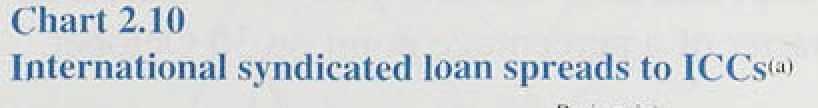 Chart 2.10
International syndicated loan spreads to ICCs(a)